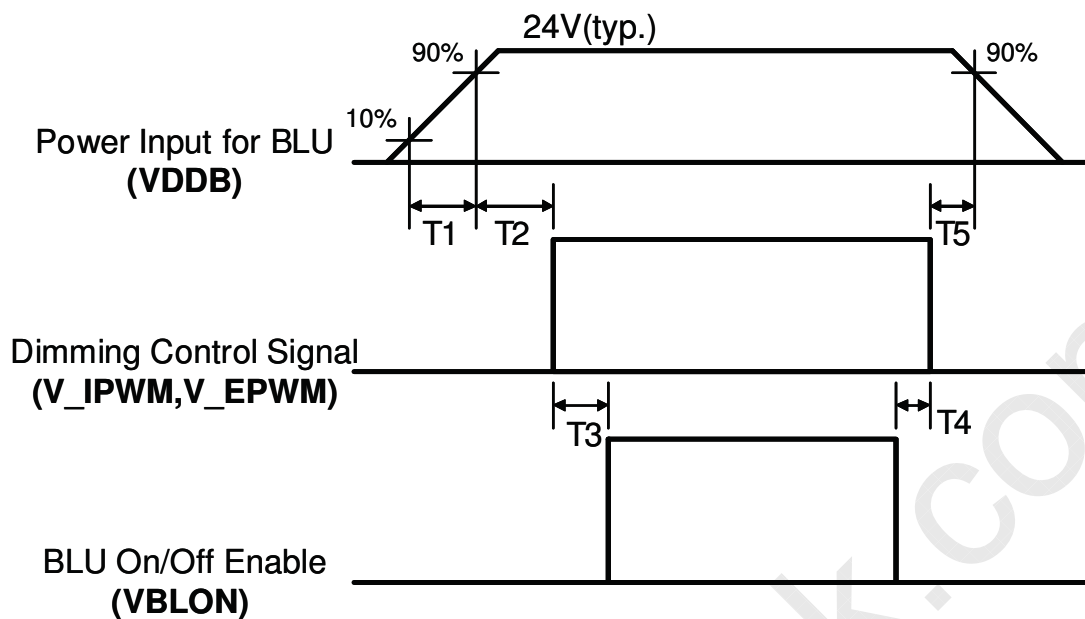 24V(typ.)
90%
90%
10%
Power Input for BLU
(VDDB)
T1
T2
T5
Dimming Control Signal
(V_IPWM,V_EPWM)
T3
T4
BLU On/Off Enable
(VBLON)
k.com